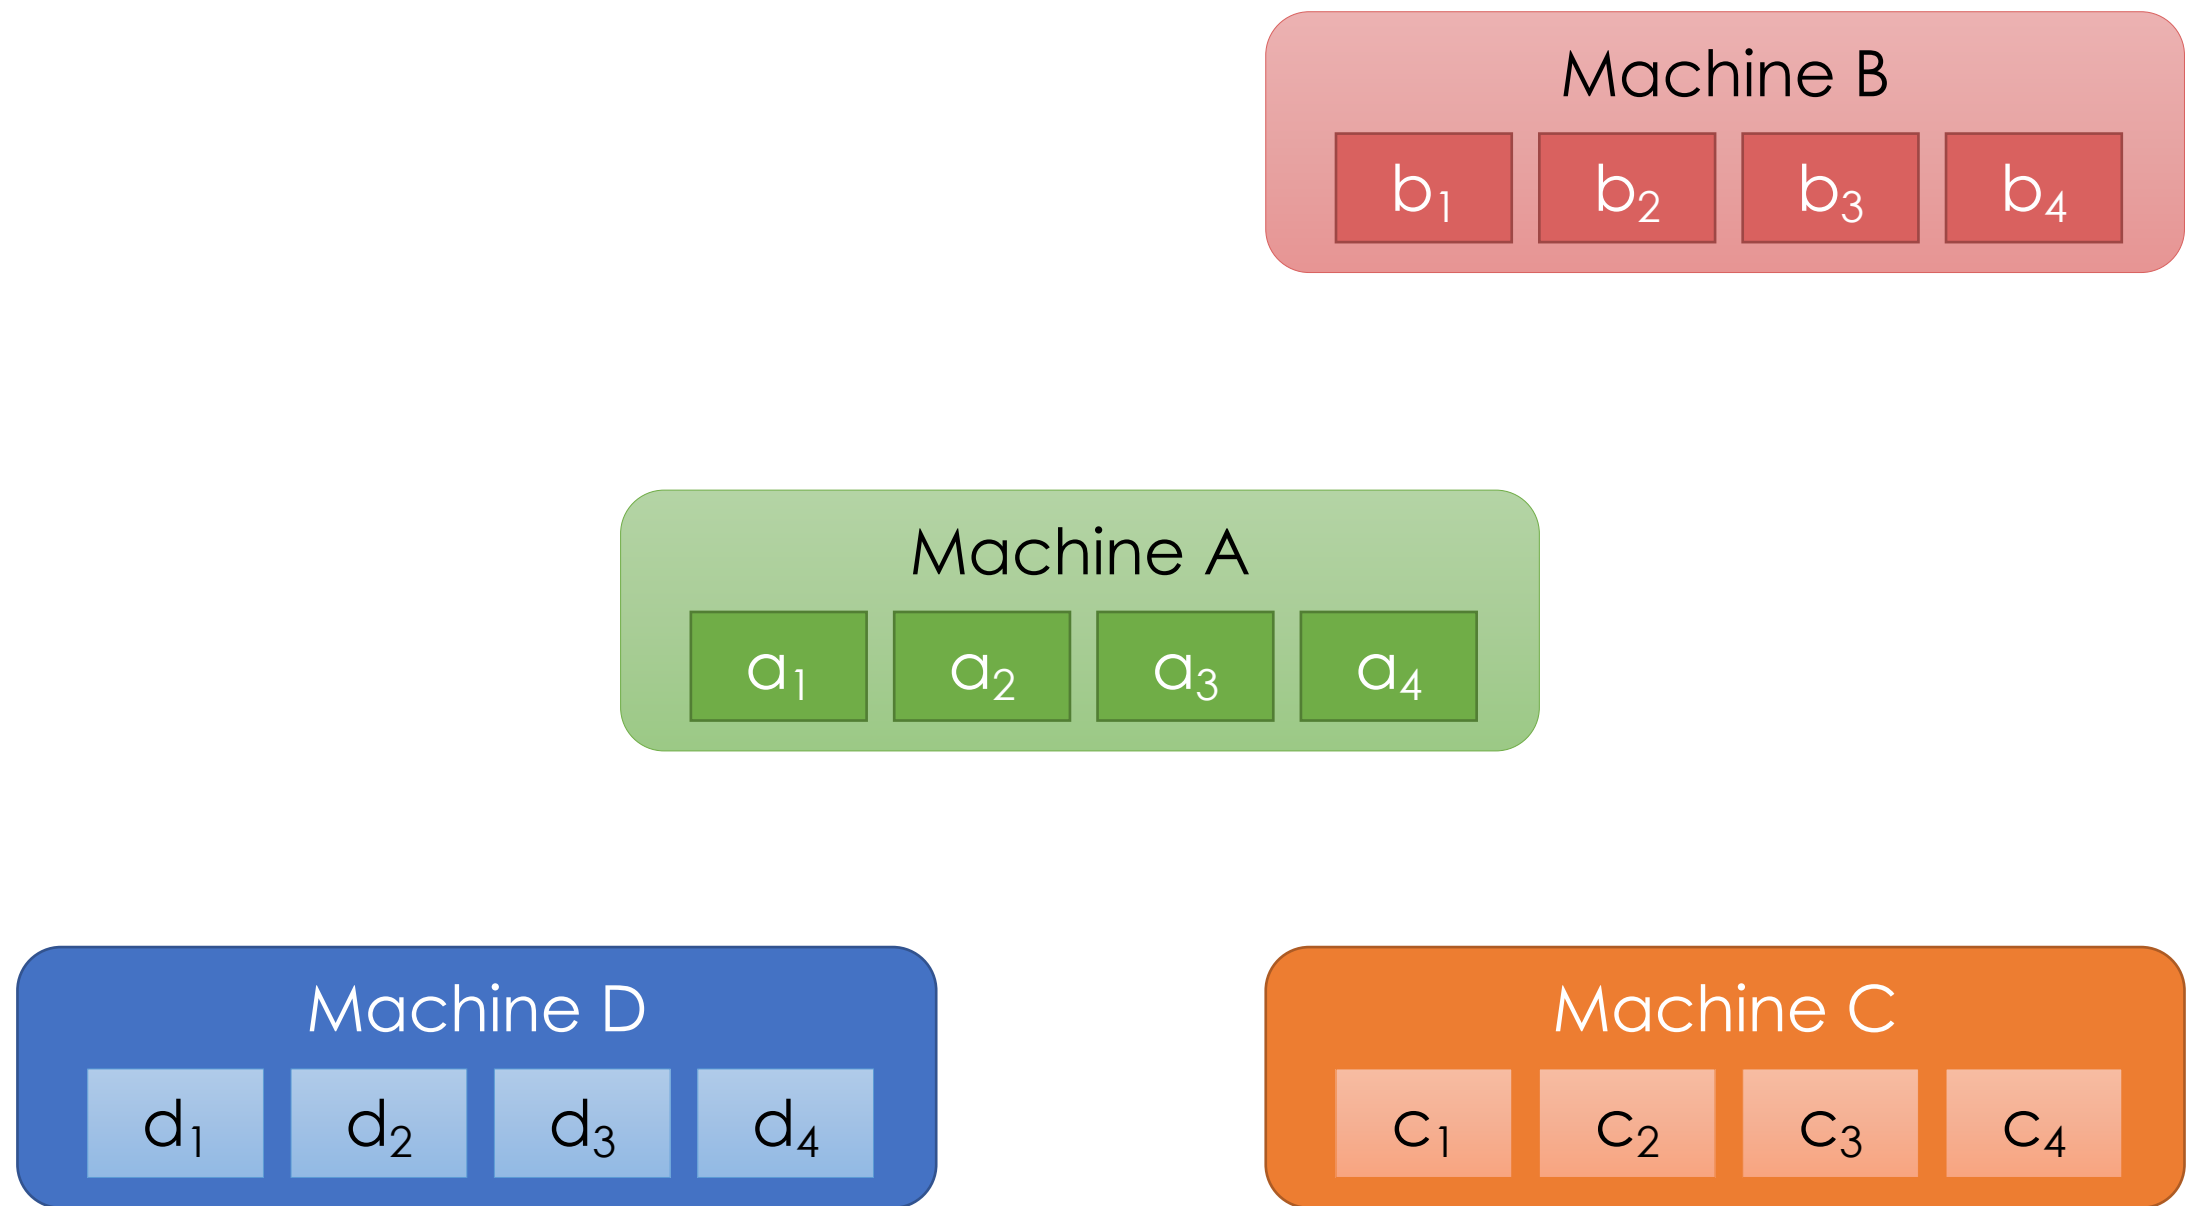 Machine B
b₁ b₂ b₃ b₄
Machine A
a₁ a₂ a₃ a₄
Machine D
d₁ d₂ d₃ d₄
Machine C
c₁ c₂ c₃ c₄